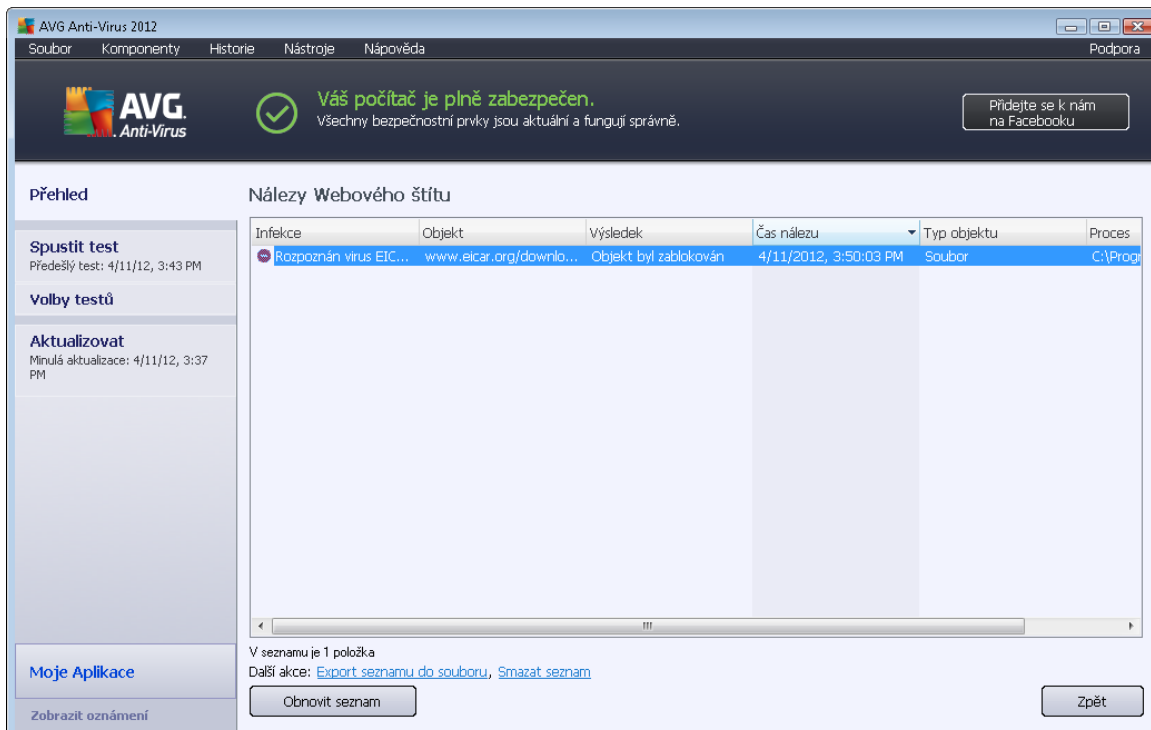 AVG Anti-Virus 2012
Soubor Komponenty Historie Nástroje Nápověda Podpora
AVG.
Anti-Virus
Váš počítač je plně zabezpečen.
Všechny bezpečnostní prvky jsou aktuální a fungují správně.
Přidejte se k nám
na Facebooku
Přehled
Spustit test
Předešlý test: 4/11/12, 3:43 PM
Volby testů
Aktualizovat
Minulá aktualizace: 4/11/12, 3:37
PM
Moje Aplikace
Zobrazit oznámení
Nálezy Webového štítu
Infekce Objekt Výsledek Čas nálezu Typ objektu Proces
Rozpoznán virus EIC... www.eicar.org/downlo... Objekt byl zablokován 4/11/2012, 3:50:03 PM Soubor C:\Progr
V seznamu je 1 položka
Další akce: Export seznamu do souboru, Smazat seznam
Obnovit seznam Zpět